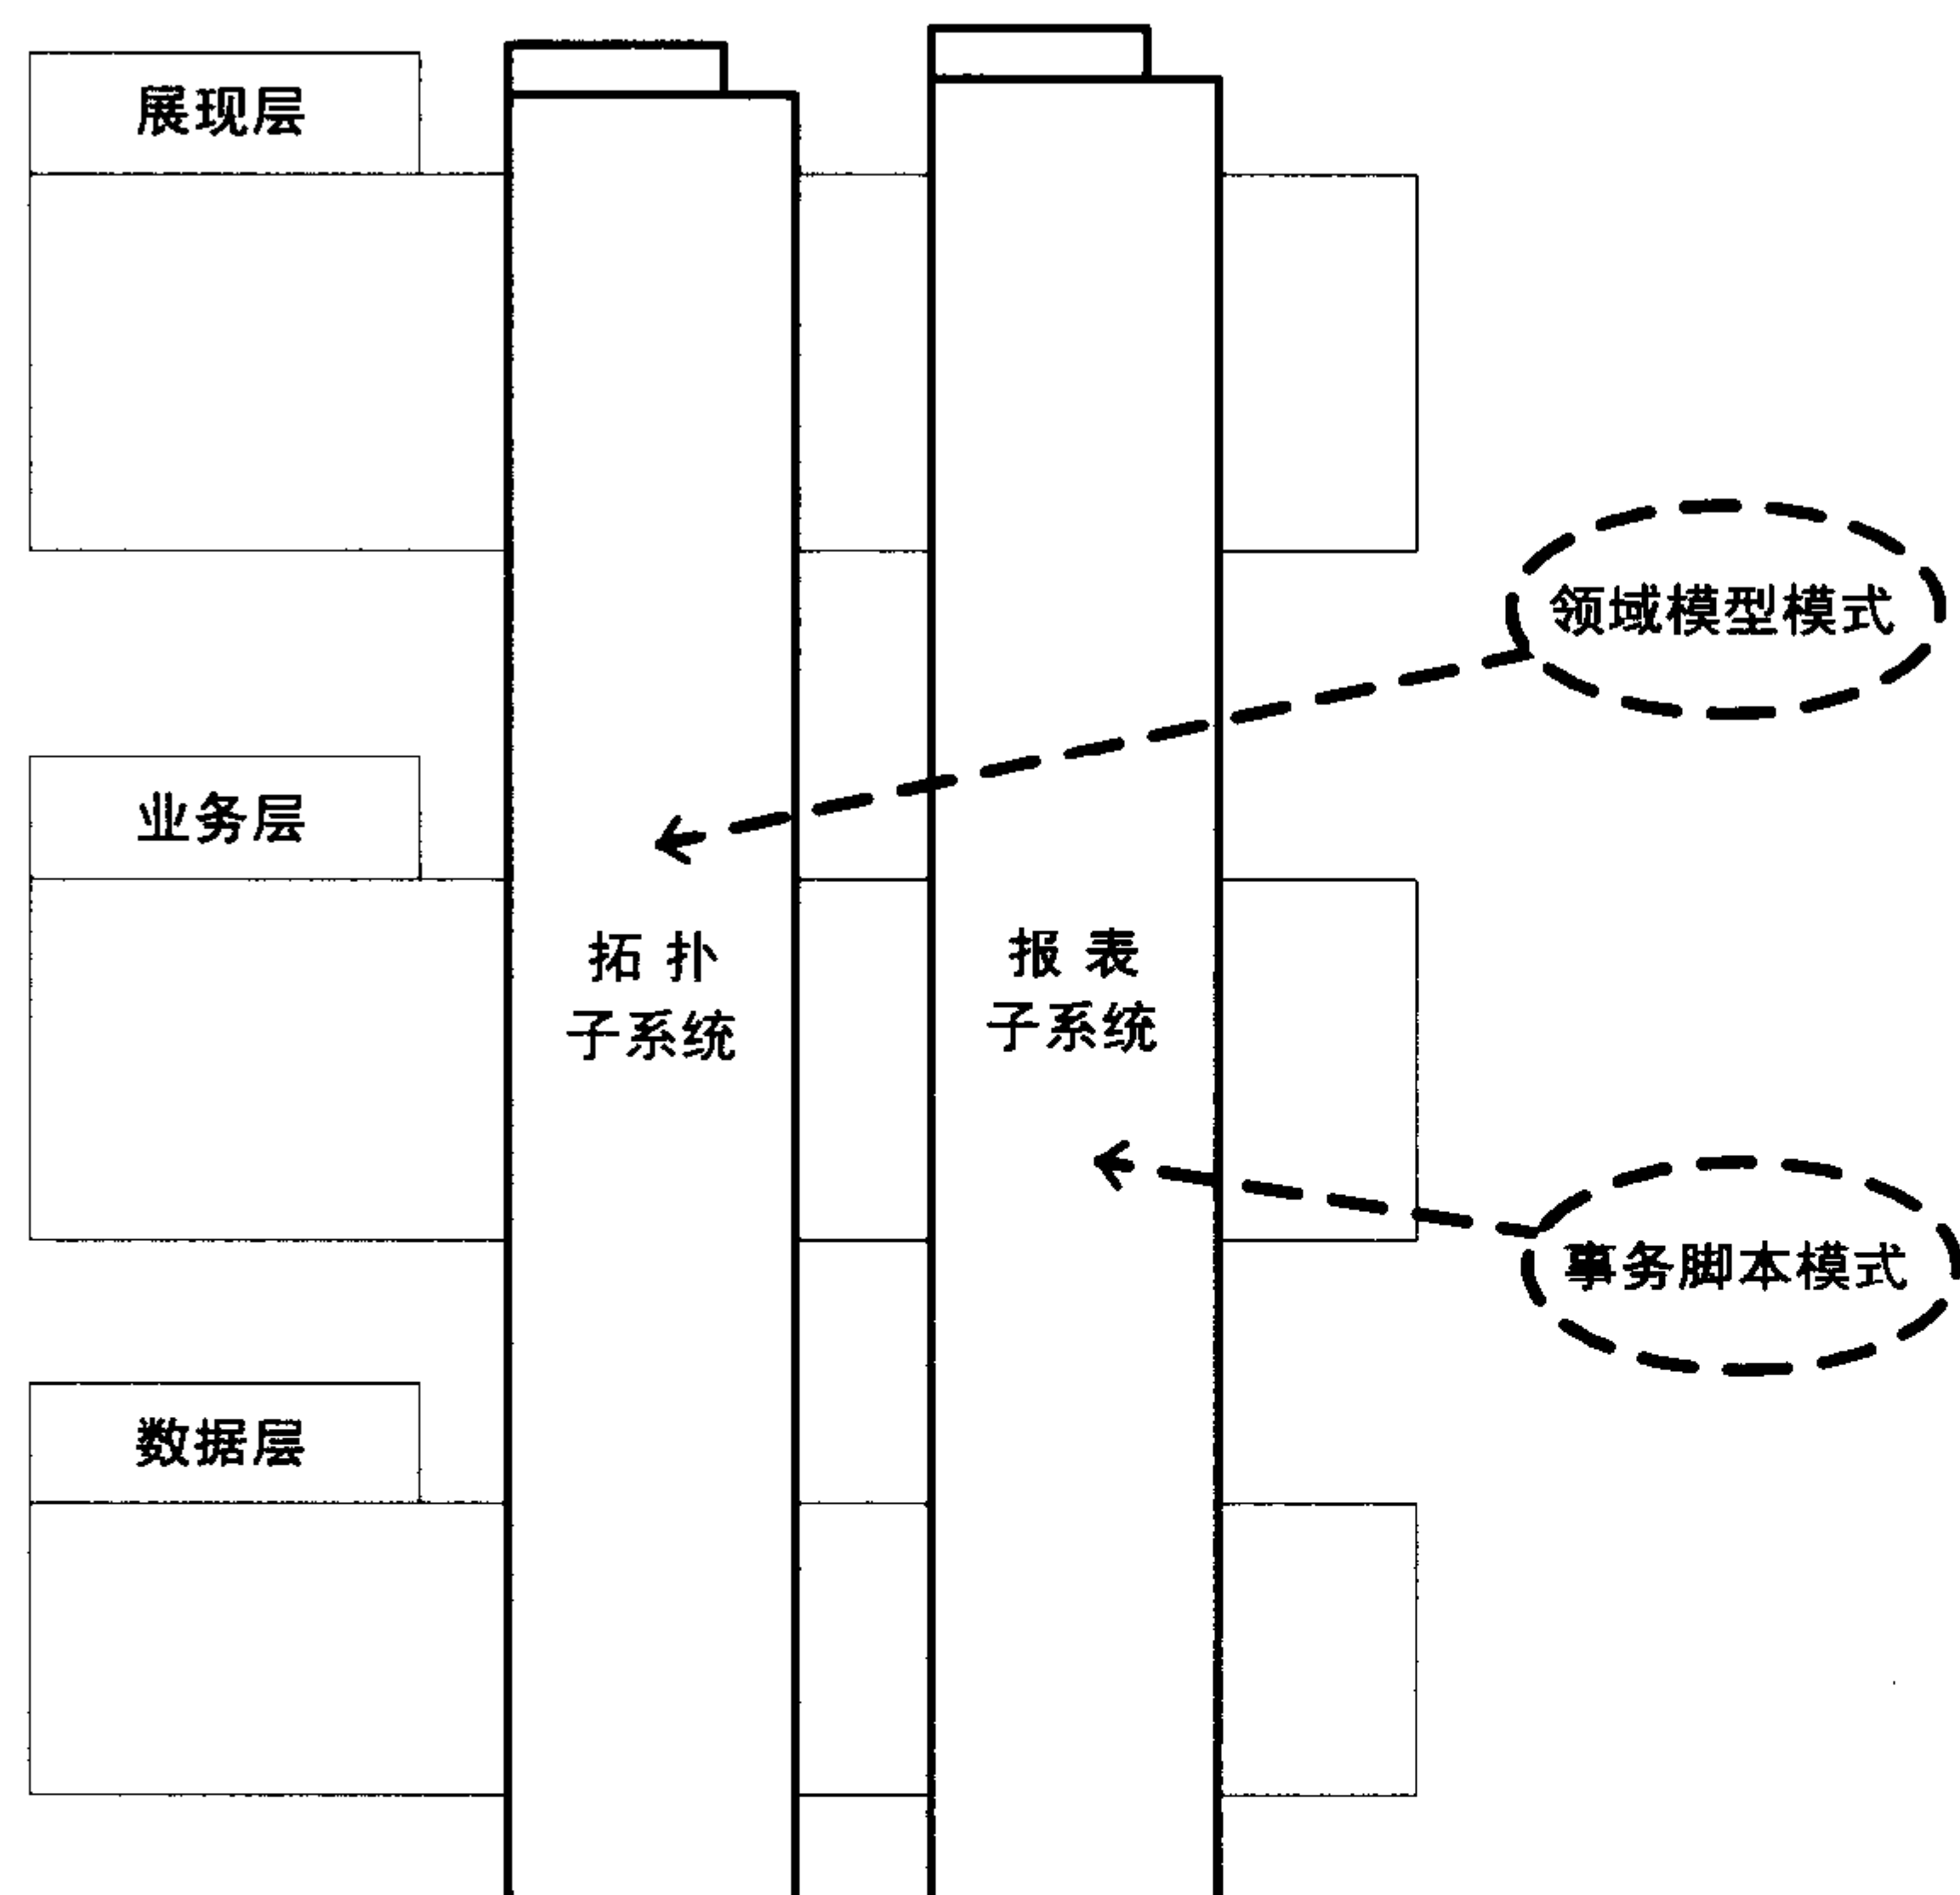 展现层
领域模型模式
业务层
拓扑
子系统
报表
子系统
事务脚本模式
数据层